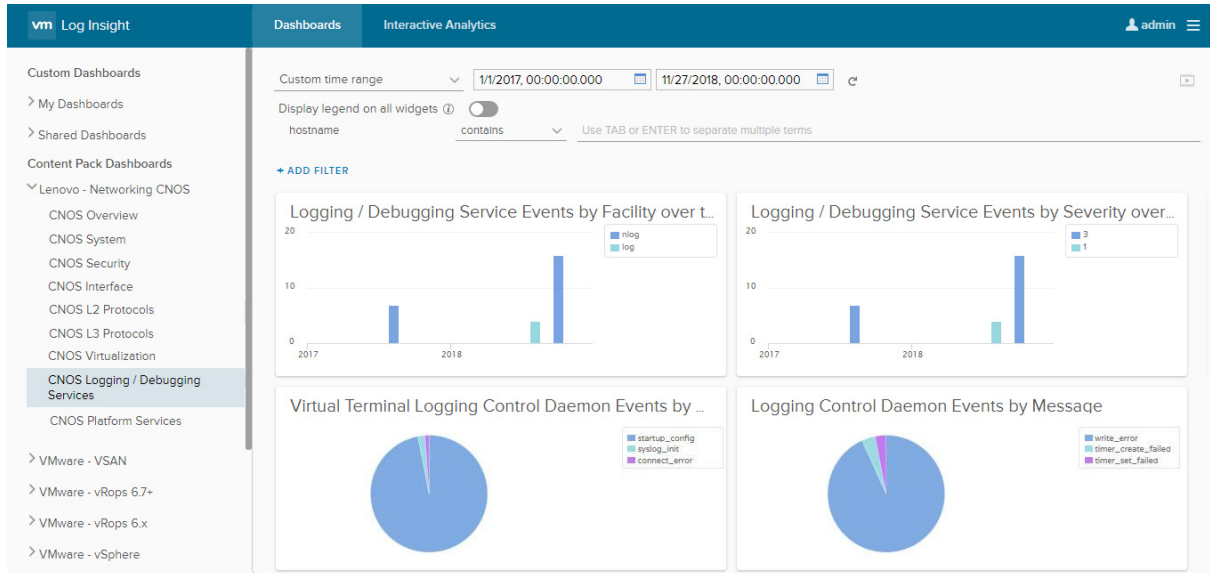 vm Log Insight
Dashboards
Interactive Analytics
admin
Custom Dashboards
My Dashboards
Shared Dashboards
Content Pack Dashboards
Lenovo - Networking CNOS
CNOS Overview
CNOS System
CNOS Security
CNOS Interface
CNOS L2 Protocols
CNOS L3 Protocols
CNOS Virtualization
CNOS Logging / Debugging
Services
CNOS Platform Services
VMware - VSAN
VMware - vRops 6.7+
VMware - vRops 6.x
VMware - vSphere
Custom time range
1/1/2017, 00:00:00.000
11/27/2018, 00:00:00.000
Display legend on all widgets
hostname
contains
Use TAB or ENTER to separate multiple terms
+ ADD FILTER
Logging / Debugging Service Events by Facility over t...
20
10
0
2017
2018
nlog
log
Logging / Debugging Service Events by Severity over...
20
10
0
2017
2018
3
1
Virtual Terminal Logging Control Daemon Events by ...
startup_config
syslog_init
connect_error
Logging Control Daemon Events by Message
write_error
timer_create_failed
timer_set_failed